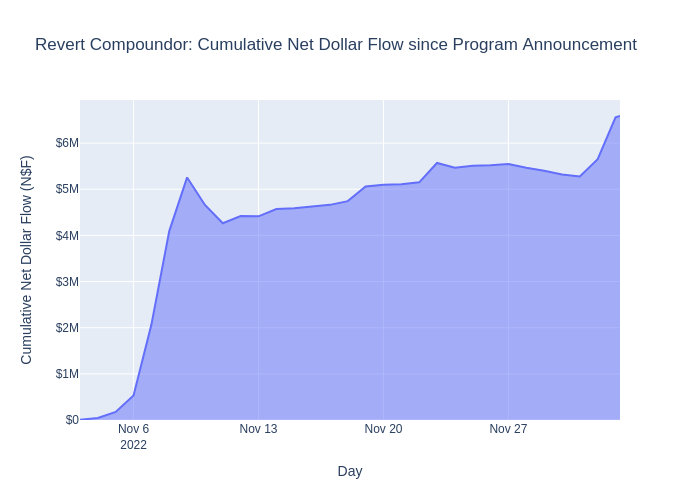 Revert Compoundor: Cumulative Net Dollar Flow since Program Announcement
Cumulative Net Dollar Flow (N$F)
$6M
$5M
$4M
$3M
$2M
$1M
$0
Nov 6
2022
Nov 13
Nov 20
Nov 27
Day